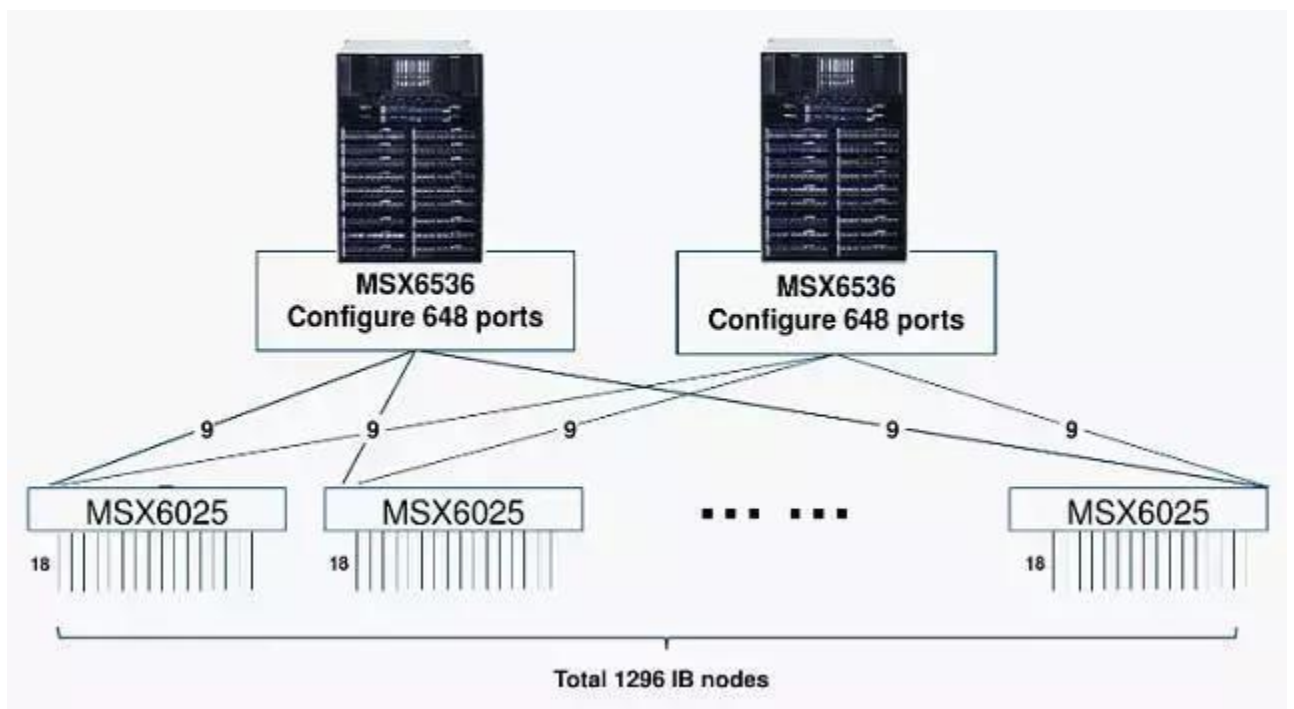 MSX6536
Configure 648 ports
MSX6536
Configure 648 ports
9
9
9
9
9
MSX6025
MSX6025
MSX6025
18
18
18
Total 1296 IB nodes